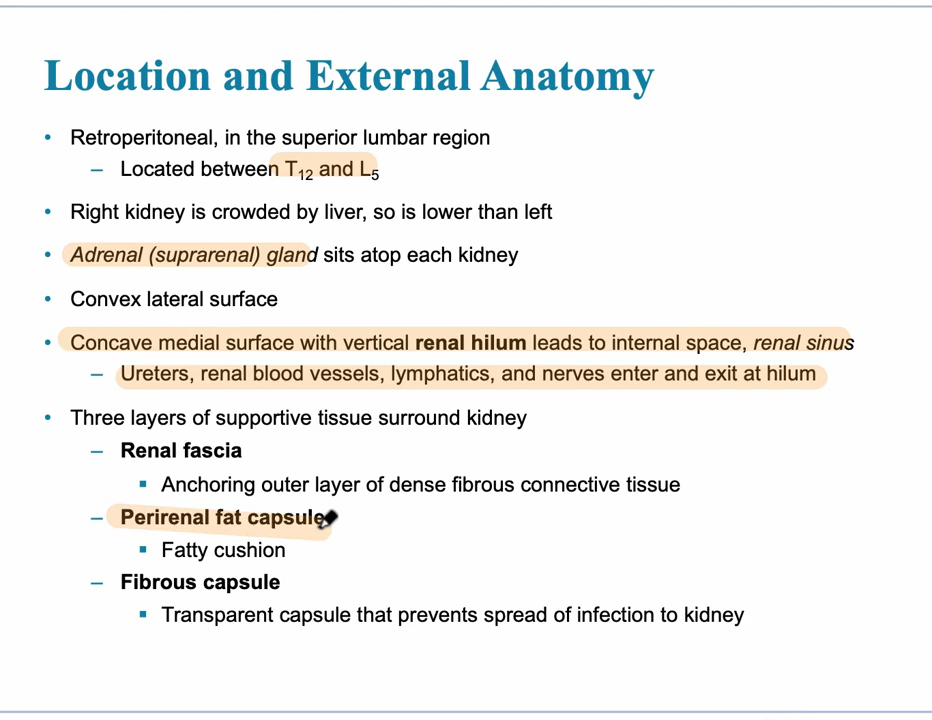 Location and External Anatomy
• Retroperitoneal, in the superior lumbar region
– Located between T12 and L5
• Right kidney is crowded by liver, so is lower than left
• Adrenal (suprarenal) gland sits atop each kidney
• Convex lateral surface
• Concave medial surface with vertical renal hilum leads to internal space, renal sinus
– Ureters, renal blood vessels, lymphatics, and nerves enter and exit at hilum
• Three layers of supportive tissue surround kidney
– Renal fascia
▪ Anchoring outer layer of dense fibrous connective tissue
– Perirenal fat capsule
▪ Fatty cushion
– Fibrous capsule
▪ Transparent capsule that prevents spread of infection to kidney